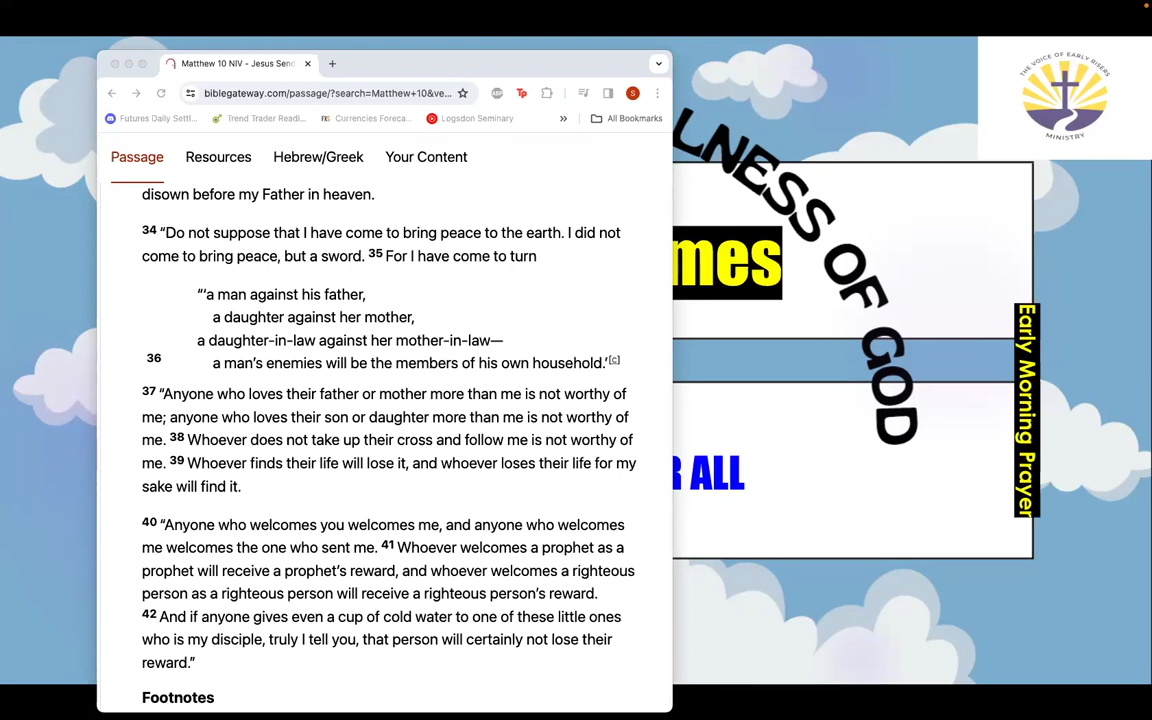 Matthew 10 NIV - Jesus Send
biblegateway.com/passage/?search=Matthew+10&ve...
ABP
Tp
S
Futures Daily Settl...
Trend Trader Readi...
FX
Currencies Foreca...
Logsdon Seminary
All Bookmarks
Passage
Resources
Hebrew/Greek
Your Content
disown before my Father in heaven.
34 “Do not suppose that I have come to bring peace to the earth. I did not
come to bring peace, but a sword. 35 For I have come to turn
“‘a man against his father,
a daughter against her mother,
a daughter-in-law against her mother-in-law—
36 a man’s enemies will be the members of his own household.’[c]
37 “Anyone who loves their father or mother more than me is not worthy of
me; anyone who loves their son or daughter more than me is not worthy of
me. 38 Whoever does not take up their cross and follow me is not worthy of
me. 39 Whoever finds their life will lose it, and whoever loses their life for my
sake will find it.
40 “Anyone who welcomes you welcomes me, and anyone who welcomes
me welcomes the one who sent me. 41 Whoever welcomes a prophet as a
prophet will receive a prophet’s reward, and whoever welcomes a righteous
person as a righteous person will receive a righteous person’s reward.
42 And if anyone gives even a cup of cold water to one of these little ones
who is my disciple, truly I tell you, that person will certainly not lose their
reward.”
Footnotes
THE VOICE OF EARLY RISERS
MINISTRY
LNESS OF GOD
mes
R ALL
Early Morning Prayer